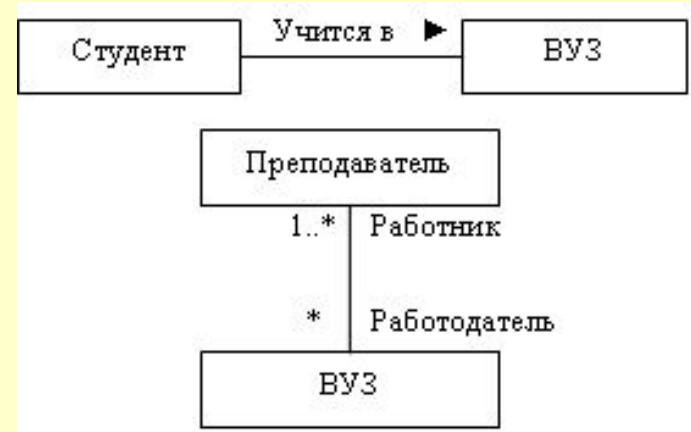 Учится в ►
Студент
ВУЗ
Преподаватель
1..* Работник
* Работодатель
ВУЗ